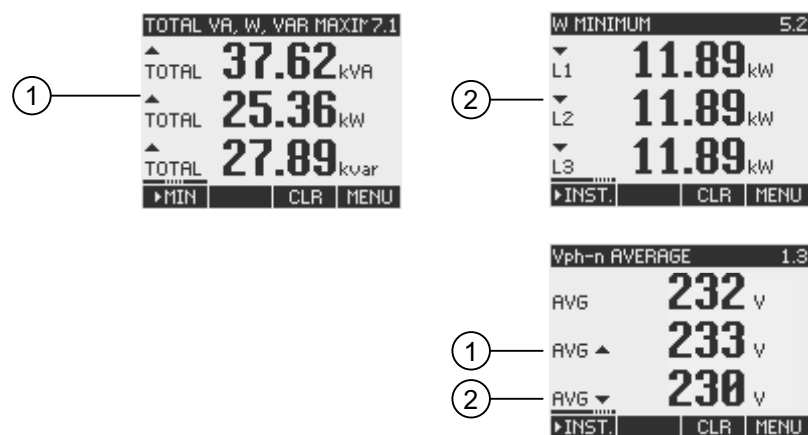 TOTAL VA, W, VAR MAXIM 7.1
TOTAL 37.62 kVA
① TOTAL 25.36 kW
TOTAL 27.89 kvar
▶MIN CLR MENU
W MINIMUM 5.2
L1 11.89 kW
② L2 11.89 kW
L3 11.89 kW
▶INST. CLR MENU
Vph-n AVERAGE 1.3
AVG 232 V
① AVG ▲ 233 V
② AVG ▼ 230 V
▶INST. CLR MENU